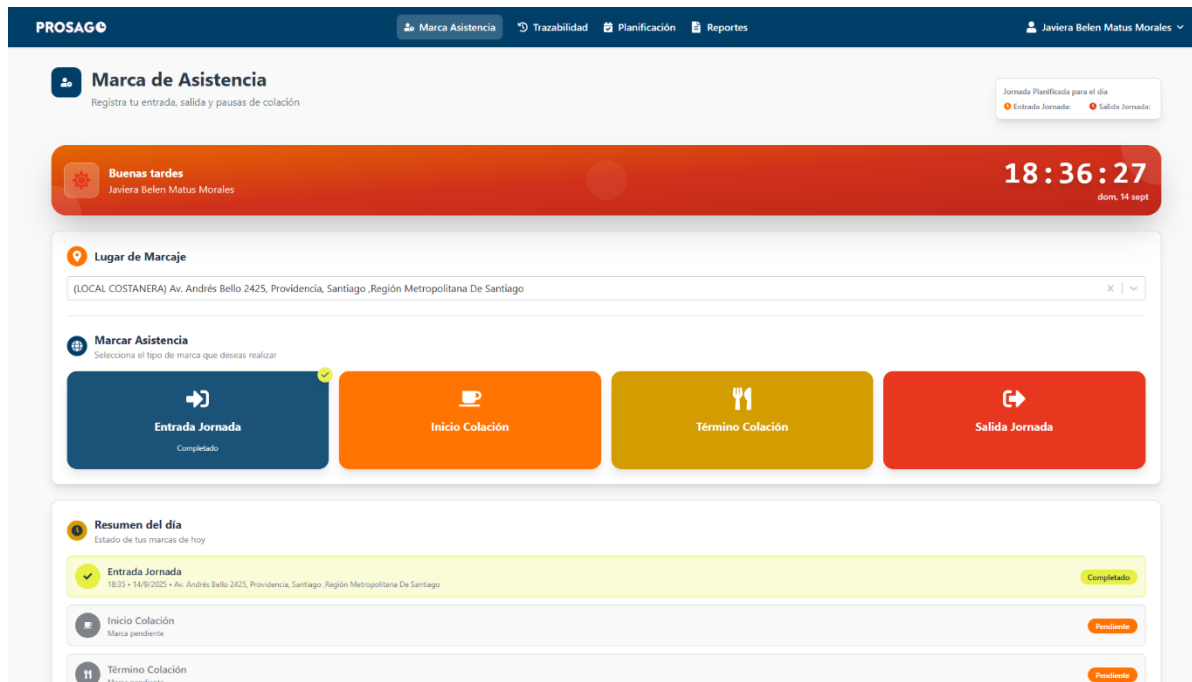 PROSAGO
Marca Asistencia Trazabilidad Planificación Reportes
Javiera Belen Matus Morales
Marca de Asistencia
Registra tu entrada, salida y pausas de colación
Jornada Planificada para el día
Entrada Jornada: Salida Jornada:
Buenas tardes
Javiera Belen Matus Morales
18:36:27
dom, 14 sept
Lugar de Marcaje
(LOCAL COSTANERA) Av. Andrés Bello 2425, Providencia, Santiago ,Región Metropolitana De Santiago
Marcar Asistencia
Selecciona el tipo de marca que deseas realizar
Entrada Jornada
Completado
Inicio Colación
Término Colación
Salida Jornada
Resumen del día
Estado de tus marcas de hoy
Entrada Jornada
18:35 • 14/9/2025 • Av. Andrés Bello 2425, Providencia, Santiago ,Región Metropolitana De Santiago
Completado
Inicio Colación
Marca pendiente
Pendiente
Término Colación
Marca pendiente
Pendiente